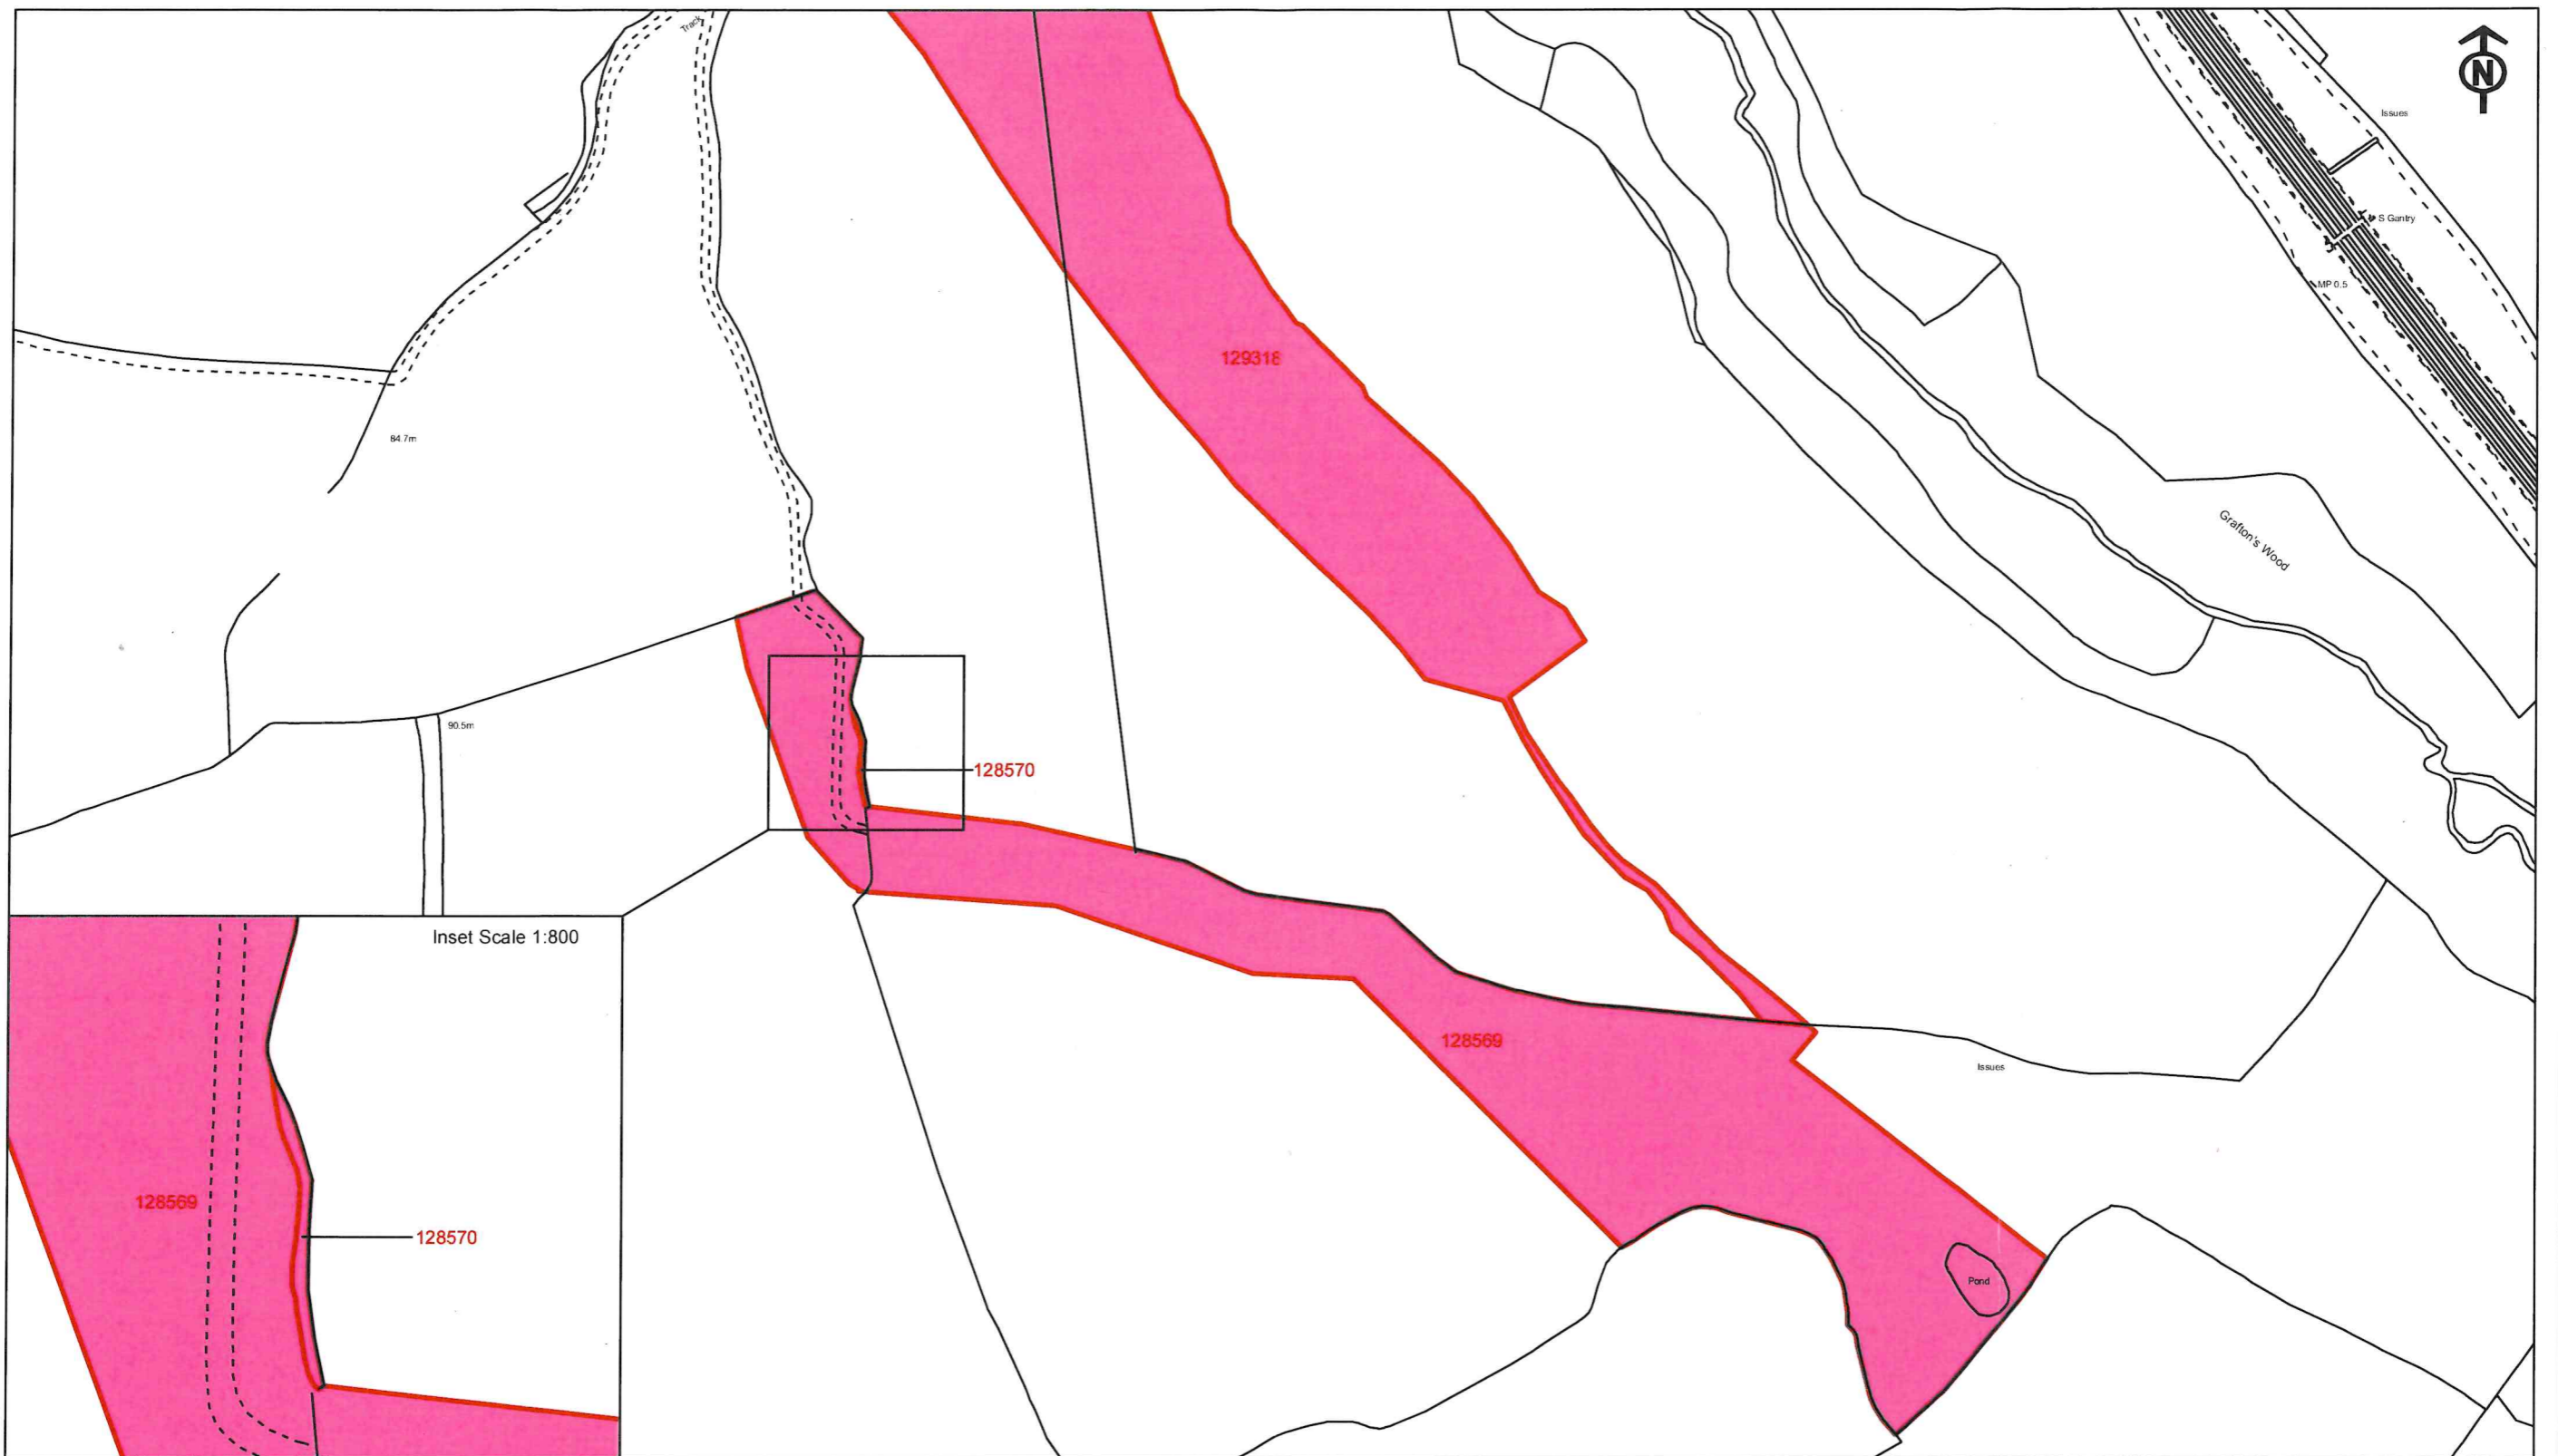 Track
N
Issues
S Gantry
MP 0.5
129318
84.7m
Grafton's Wood
90.5m
128570
Inset Scale 1:800
128569
Issues
128569
128570
Pond